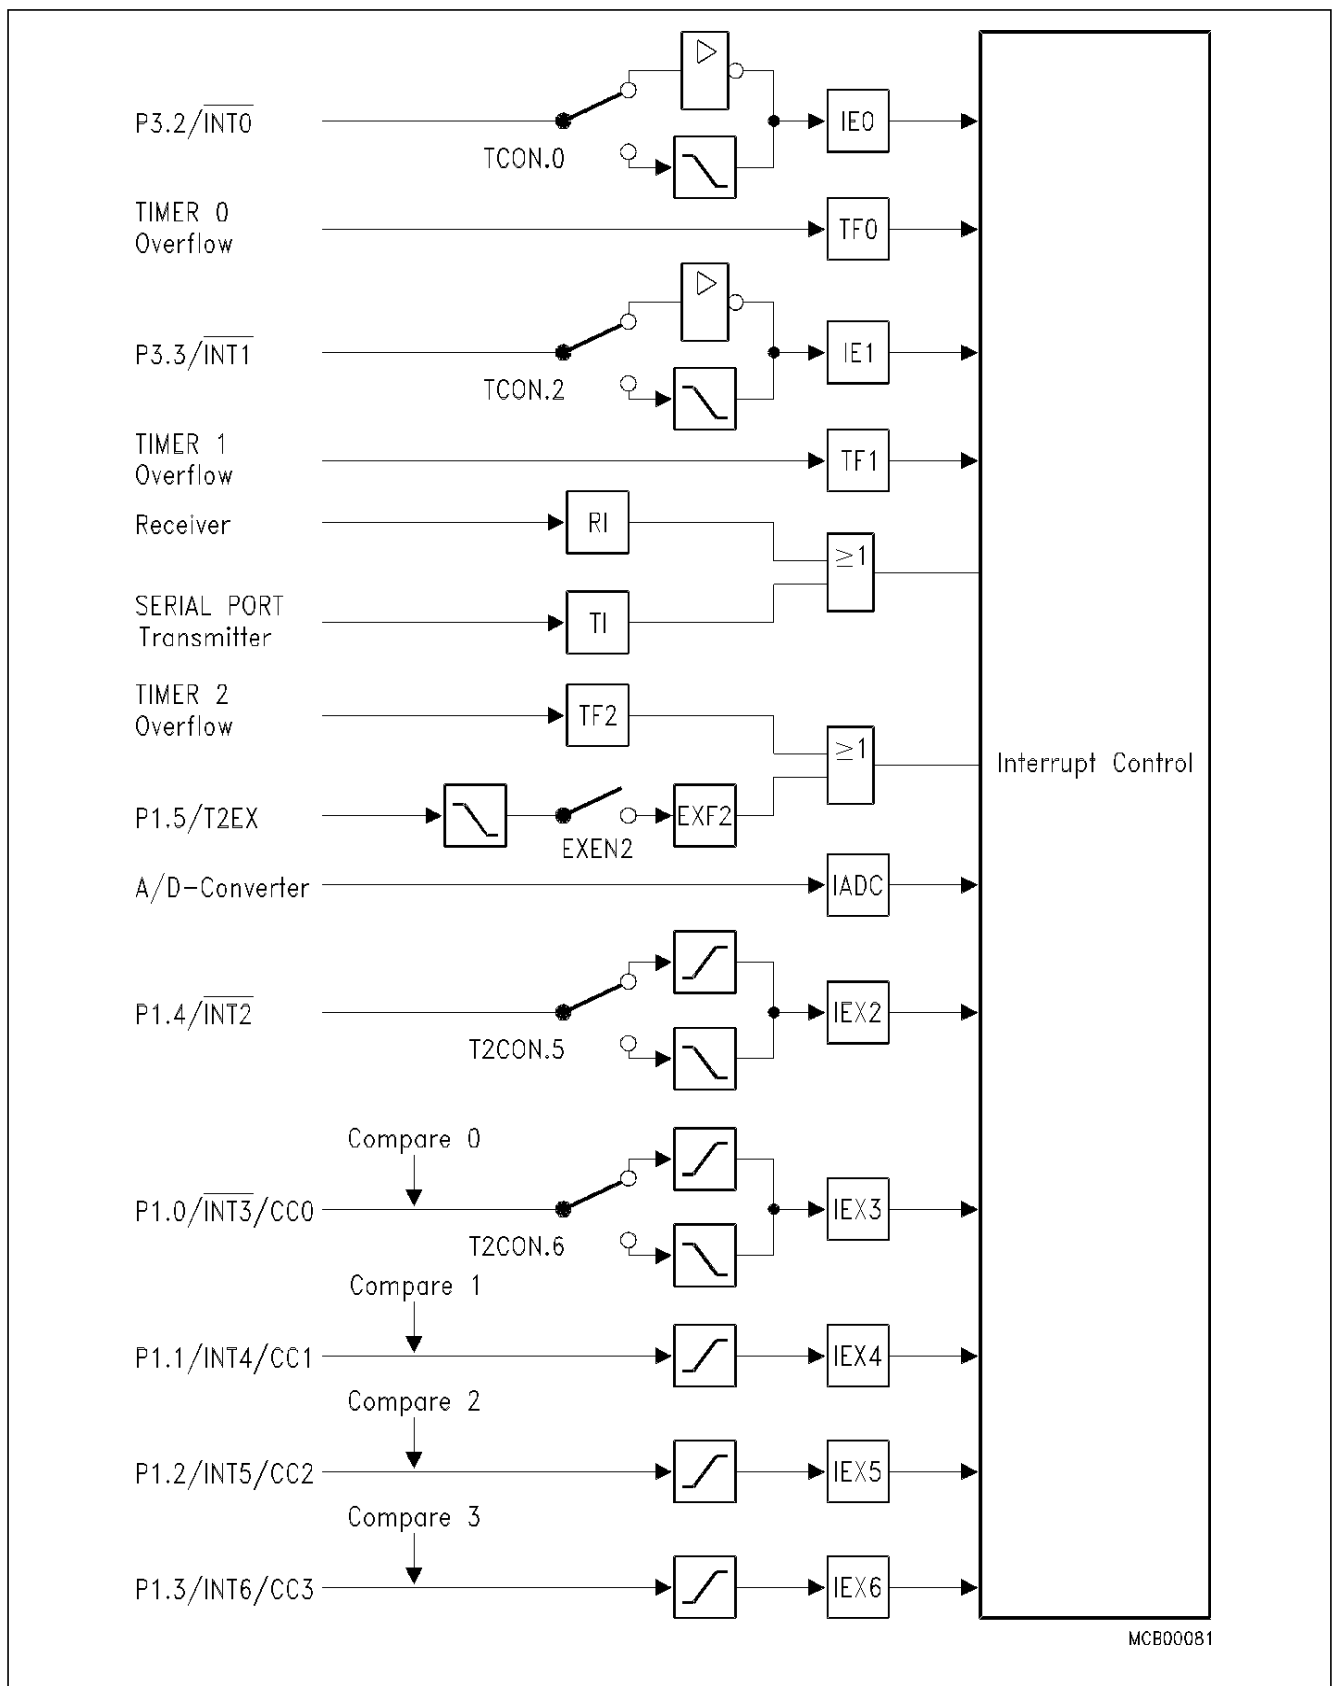 P3.2/INT0
TCON.0
IE0
TIMER 0
Overflow
TF0
P3.3/INT1
TCON.2
IE1
TIMER 1
Overflow
TF1
Receiver
RI
≥1
SERIAL PORT
Transmitter
TI
TIMER 2
Overflow
TF2
≥1
Interrupt Control
P1.5/T2EX
EXEN2
EXF2
A/D-Converter
IADC
P1.4/INT2
T2CON.5
IEX2
Compare 0
P1.0/INT3/CC0
T2CON.6
IEX3
Compare 1
P1.1/INT4/CC1
IEX4
Compare 2
P1.2/INT5/CC2
IEX5
Compare 3
P1.3/INT6/CC3
IEX6
MCB00081